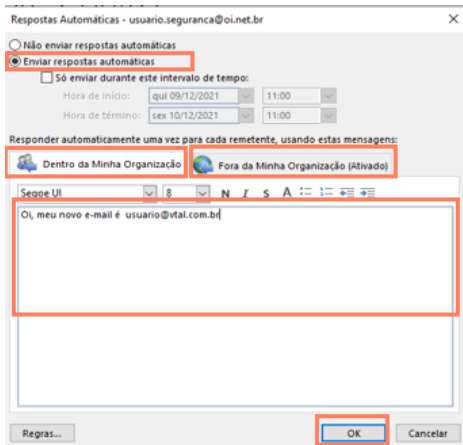 Respostas Automáticas - usuario.seguranca@oi.net.br
Não enviar respostas automáticas
Enviar respostas automáticas
Só enviar durante este intervalo de tempo:
Hora de início: qui 09/12/2021 11:00
Hora de término: sex 10/12/2021 11:00
Responder automaticamente uma vez para cada remetente, usando estas mensagens:
Dentro da Minha Organização Fora da Minha Organização (Ativado)
Segoe UI 8 N I S A
Oi, meu novo e-mail é usuario@vtal.com.br
Regras... OK Cancelar